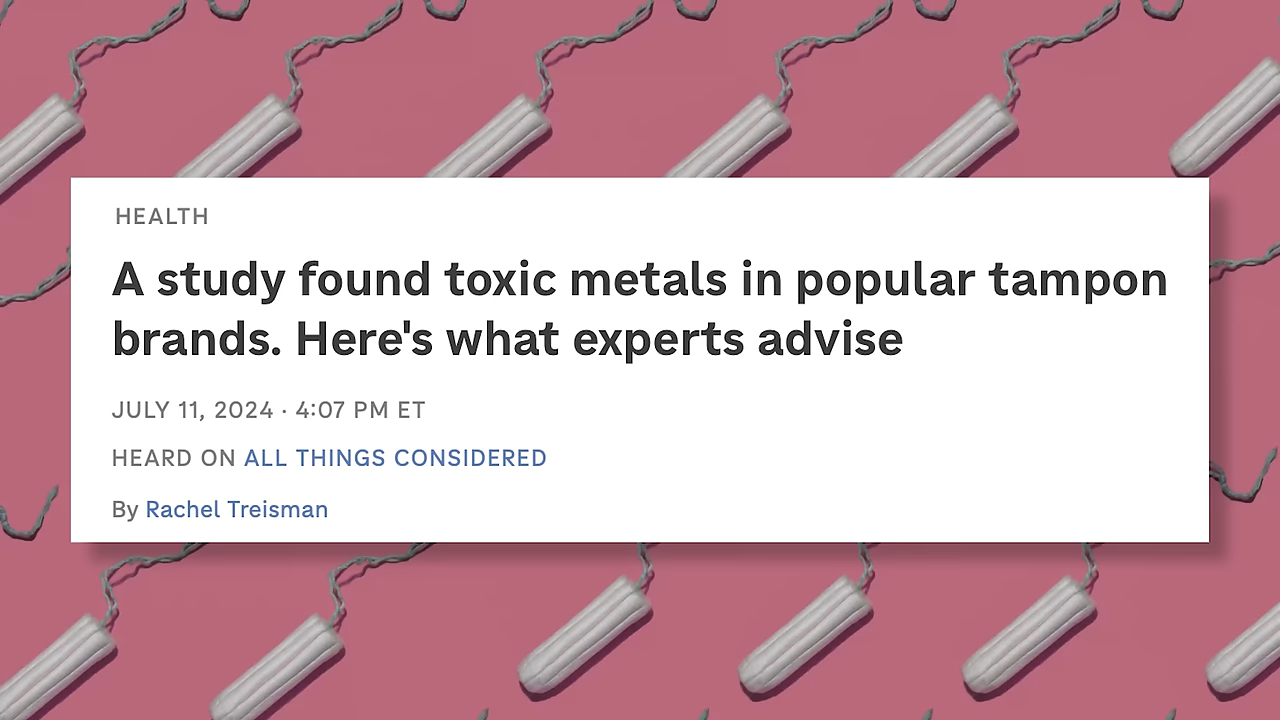 HEALTH
A study found toxic metals in popular tampon
brands. Here's what experts advise
JULY 11, 2024 · 4:07 PM ET
HEARD ON ALL THINGS CONSIDERED
By Rachel Treisman